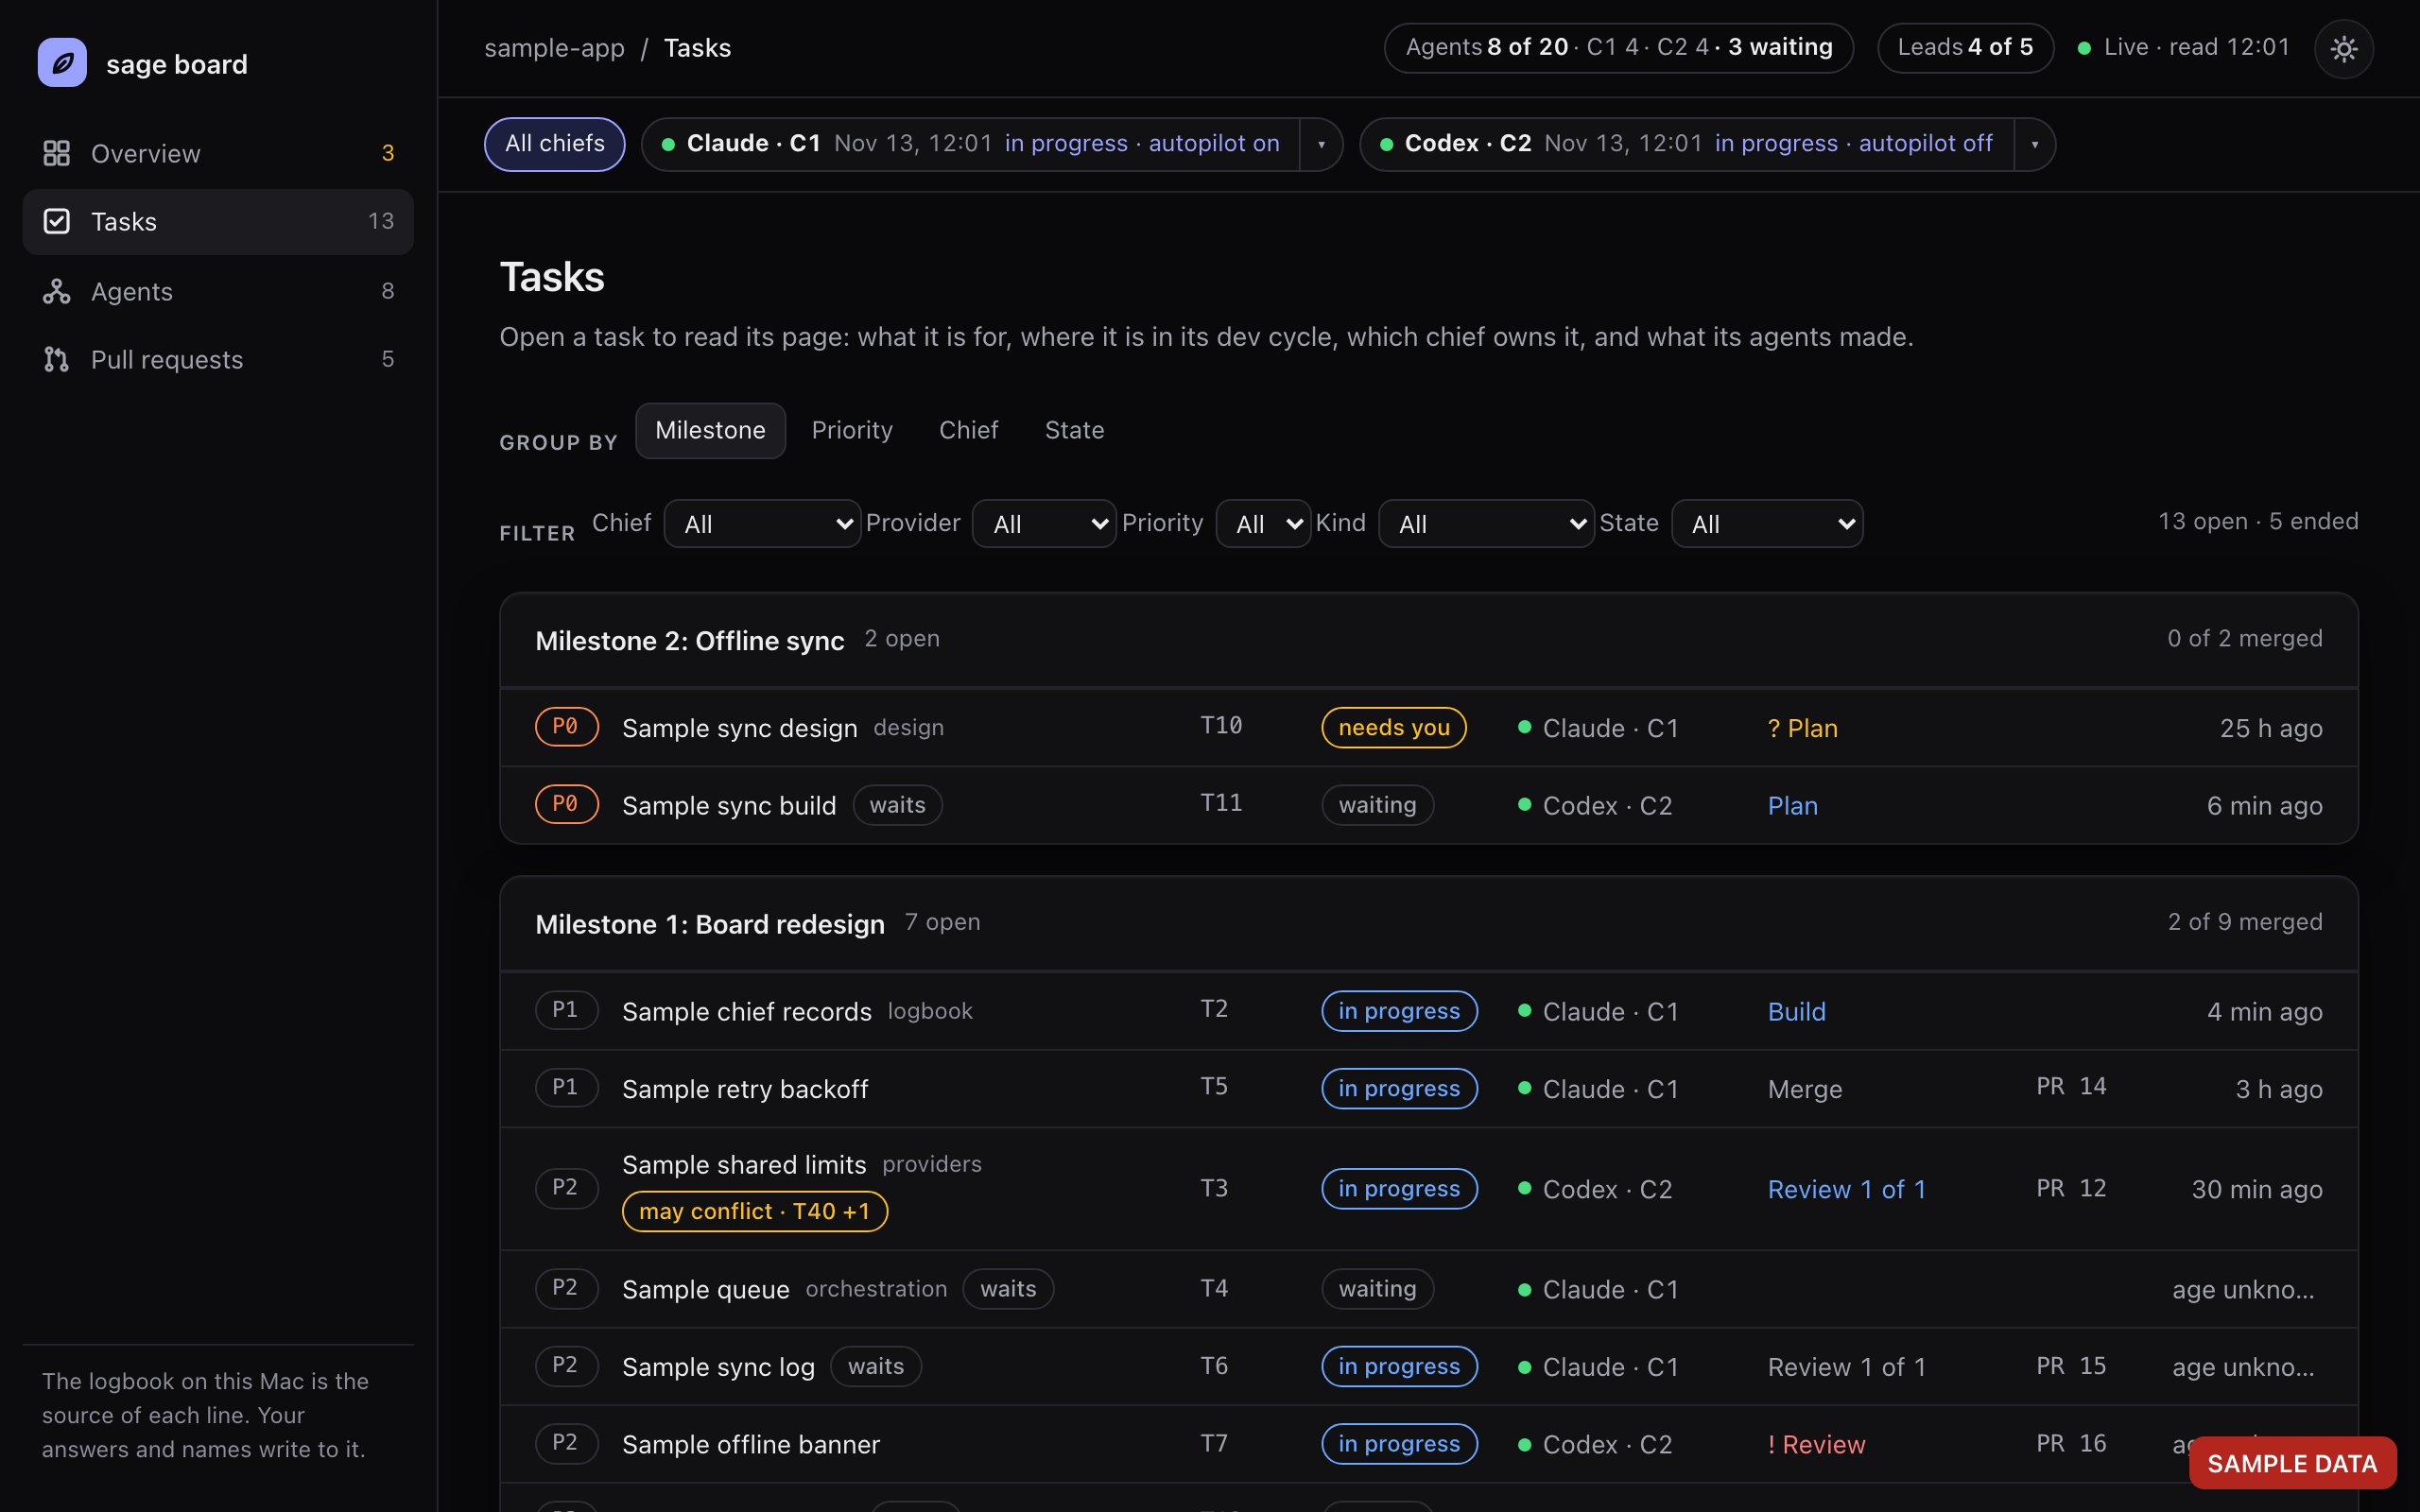 sage board
Overview 3
Tasks 13
Agents 8
Pull requests 5
The logbook on this Mac is the
source of each line. Your
answers and names write to it.
sample-app / Tasks
Agents 8 of 20 · C1 4 · C2 4 · 3 waiting
Leads 4 of 5
Live · read 12:01
All chiefs
Claude · C1 Nov 13, 12:01 in progress · autopilot on
Codex · C2 Nov 13, 12:01 in progress · autopilot off
Tasks
Open a task to read its page: what it is for, where it is in its dev cycle, which chief owns it, and what its agents made.
GROUP BY Milestone Priority Chief State
FILTER Chief All Provider All Priority All Kind All State All 13 open · 5 ended
Milestone 2: Offline sync 2 open 0 of 2 merged
P0 Sample sync design design T10 needs you Claude · C1 ? Plan 25 h ago
P0 Sample sync build waits T11 waiting Codex · C2 Plan 6 min ago
Milestone 1: Board redesign 7 open 2 of 9 merged
P1 Sample chief records logbook T2 in progress Claude · C1 Build 4 min ago
P1 Sample retry backoff T5 in progress Claude · C1 Merge PR 14 3 h ago
P2 Sample shared limits providers T3 in progress Codex · C2 Review 1 of 1 PR 12 30 min ago
may conflict · T40 +1
P2 Sample queue orchestration waits T4 waiting Claude · C1 age unkno...
P2 Sample sync log waits T6 in progress Claude · C1 Review 1 of 1 PR 15 age unkno...
P2 Sample offline banner T7 in progress Codex · C2 ! Review PR 16
SAMPLE DATA